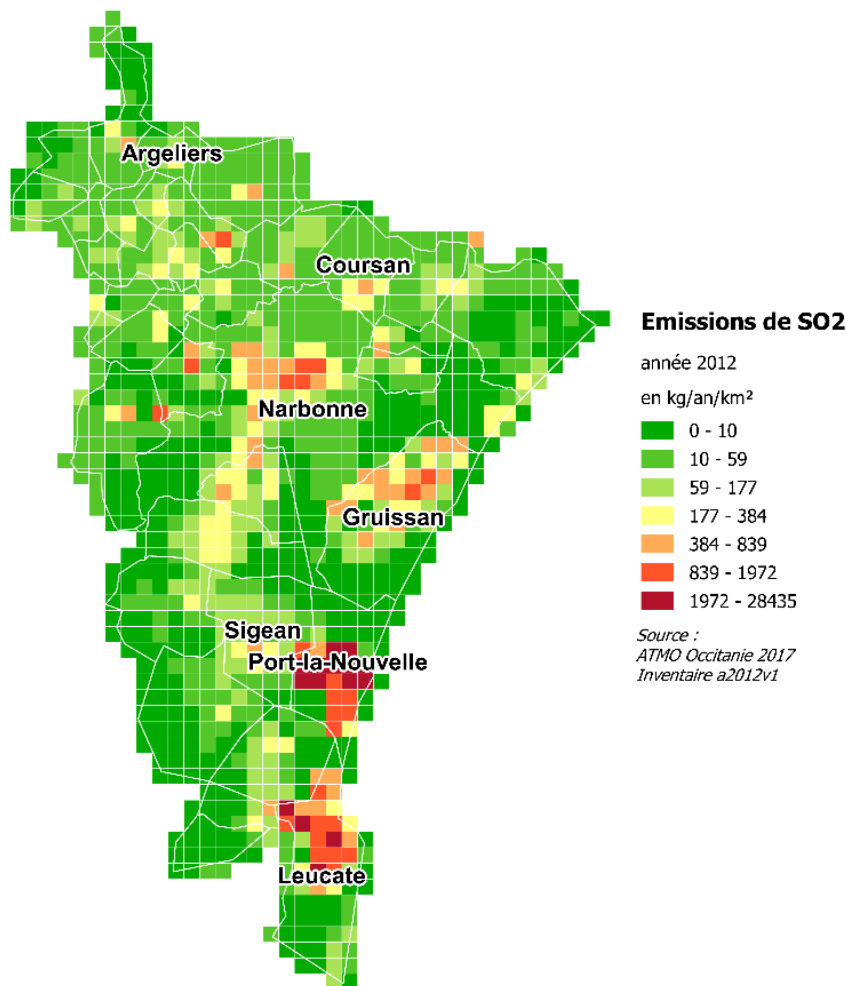 Argeliers
Coursan
Narbonne
Gruissan
Sigean
Port-la-Nouvelle
Leucate
Emissions de SO2
année 2012
en kg/an/km²
0 - 10
10 - 59
59 - 177
177 - 384
384 - 839
839 - 1972
1972 - 28435
Source :
ATMO Occitanie 2017
Inventaire a2012v1